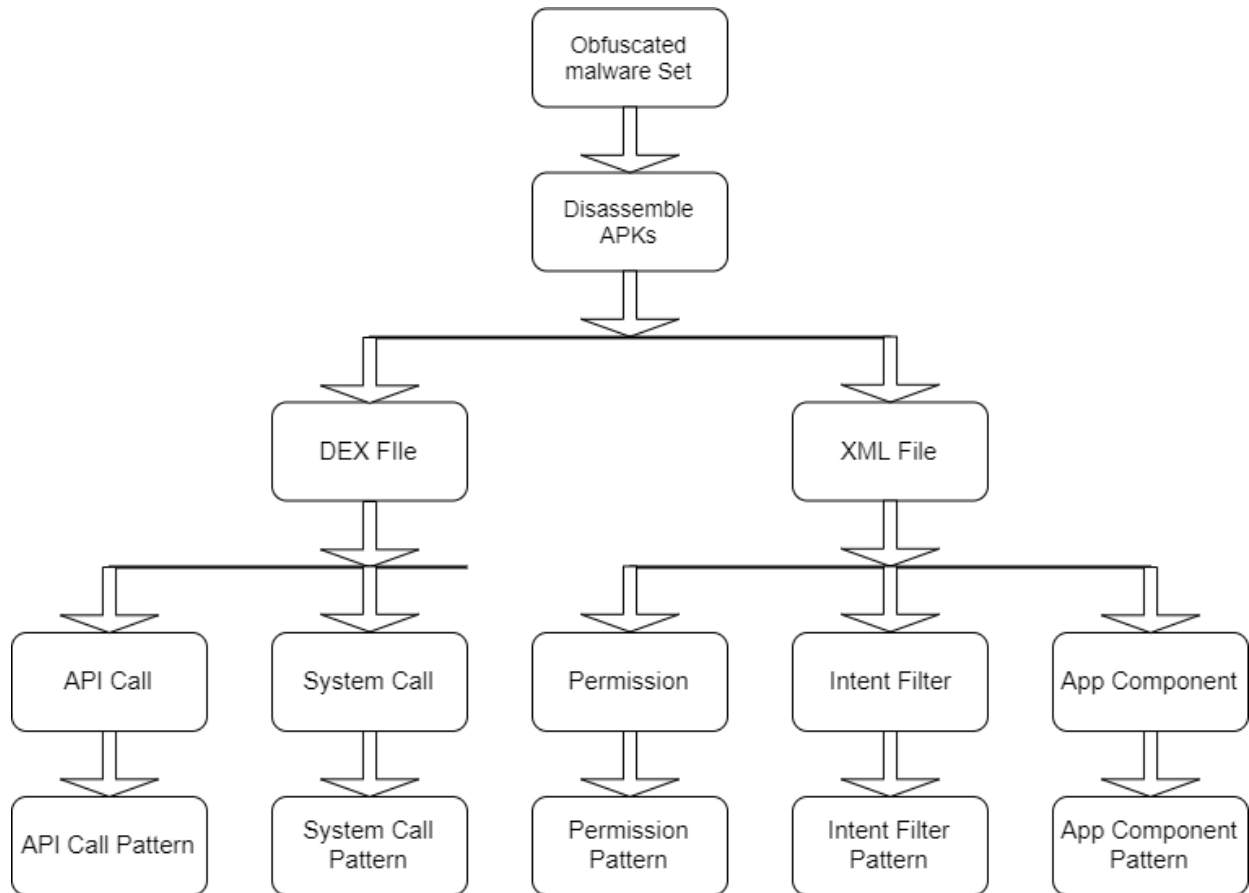 Obfuscated
malware Set
Disassemble
APKs
DEX FIle
XML File
API Call
System Call
Permission
Intent Filter
App Component
API Call Pattern
System Call
Pattern
Permission
Pattern
Intent Filter
Pattern
App Component
Pattern